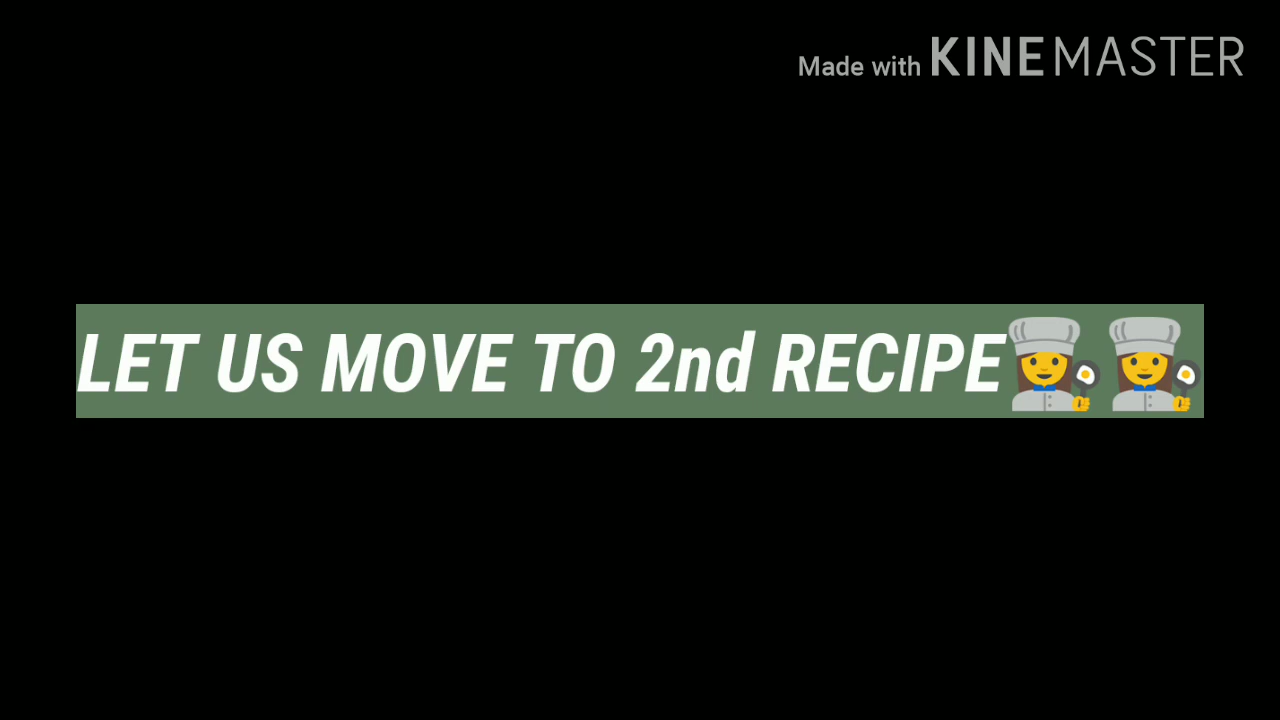 Made with KINEMASTER
LET US MOVE TO 2nd RECIPE👩‍🍳👩‍🍳